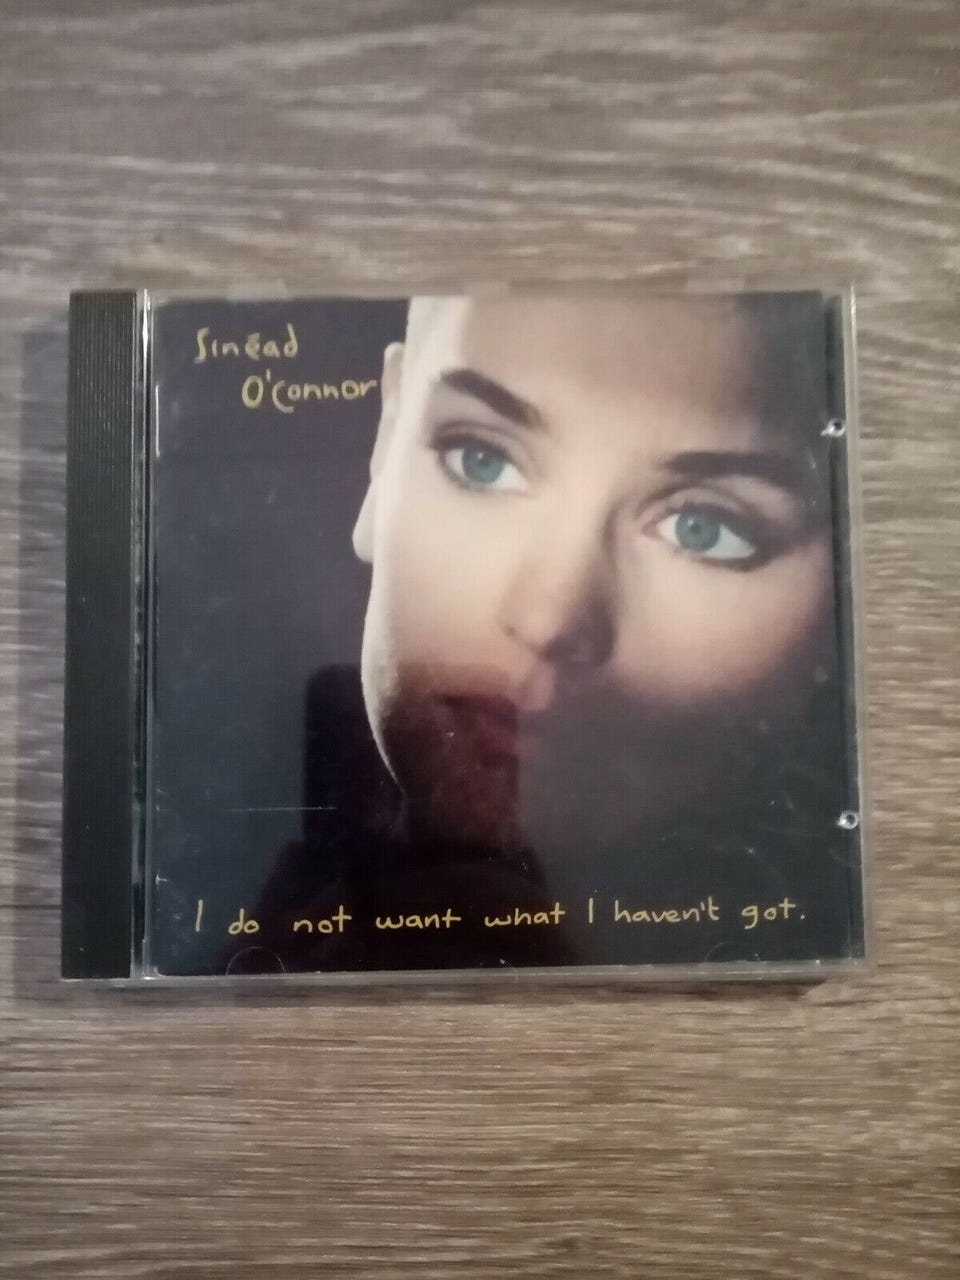 Sinéad
O'Connor
I do not want what I haven't got.